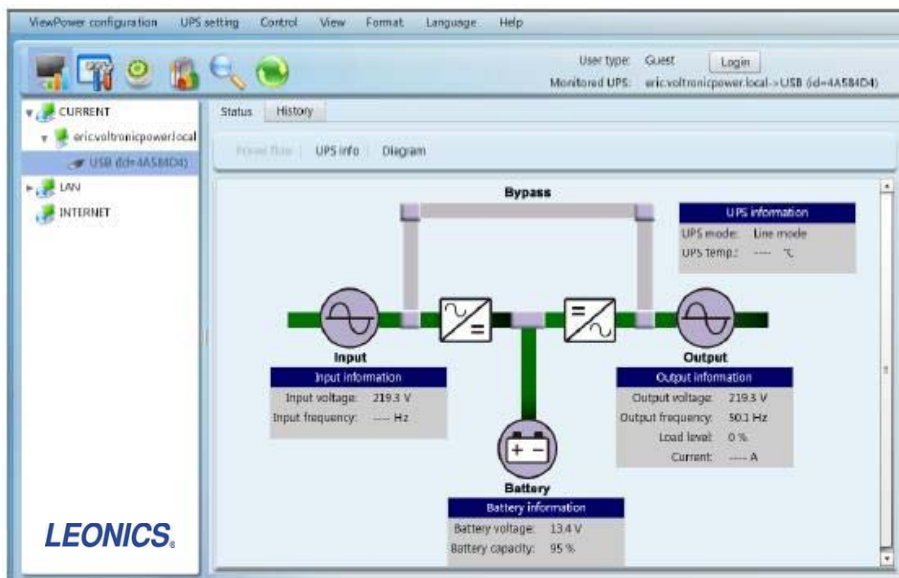 ViewPower configuration UPS setting Control View Format Language Help
User type: Guest Login
Monitored UPS: eric.voltronicpower.local->USB (id=4A584D4)
CURRENT
eric.voltronicpower.local
USB (id=4A584D4)
LAN
INTERNET
Status History
Power flow UPS info Diagram
Bypass
UPS information
UPS mode: Line mode
UPS temp.: ---- ℃
Input
Input information
Input voltage: 219.3 V
Input frequency: ---- Hz
Output
Output information
Output voltage: 219.3 V
Output frequency: 50.1 Hz
Load level: 0 %
Current: ---- A
Battery
Battery information
Battery voltage: 13.4 V
Battery capacity: 95 %
LEONICS